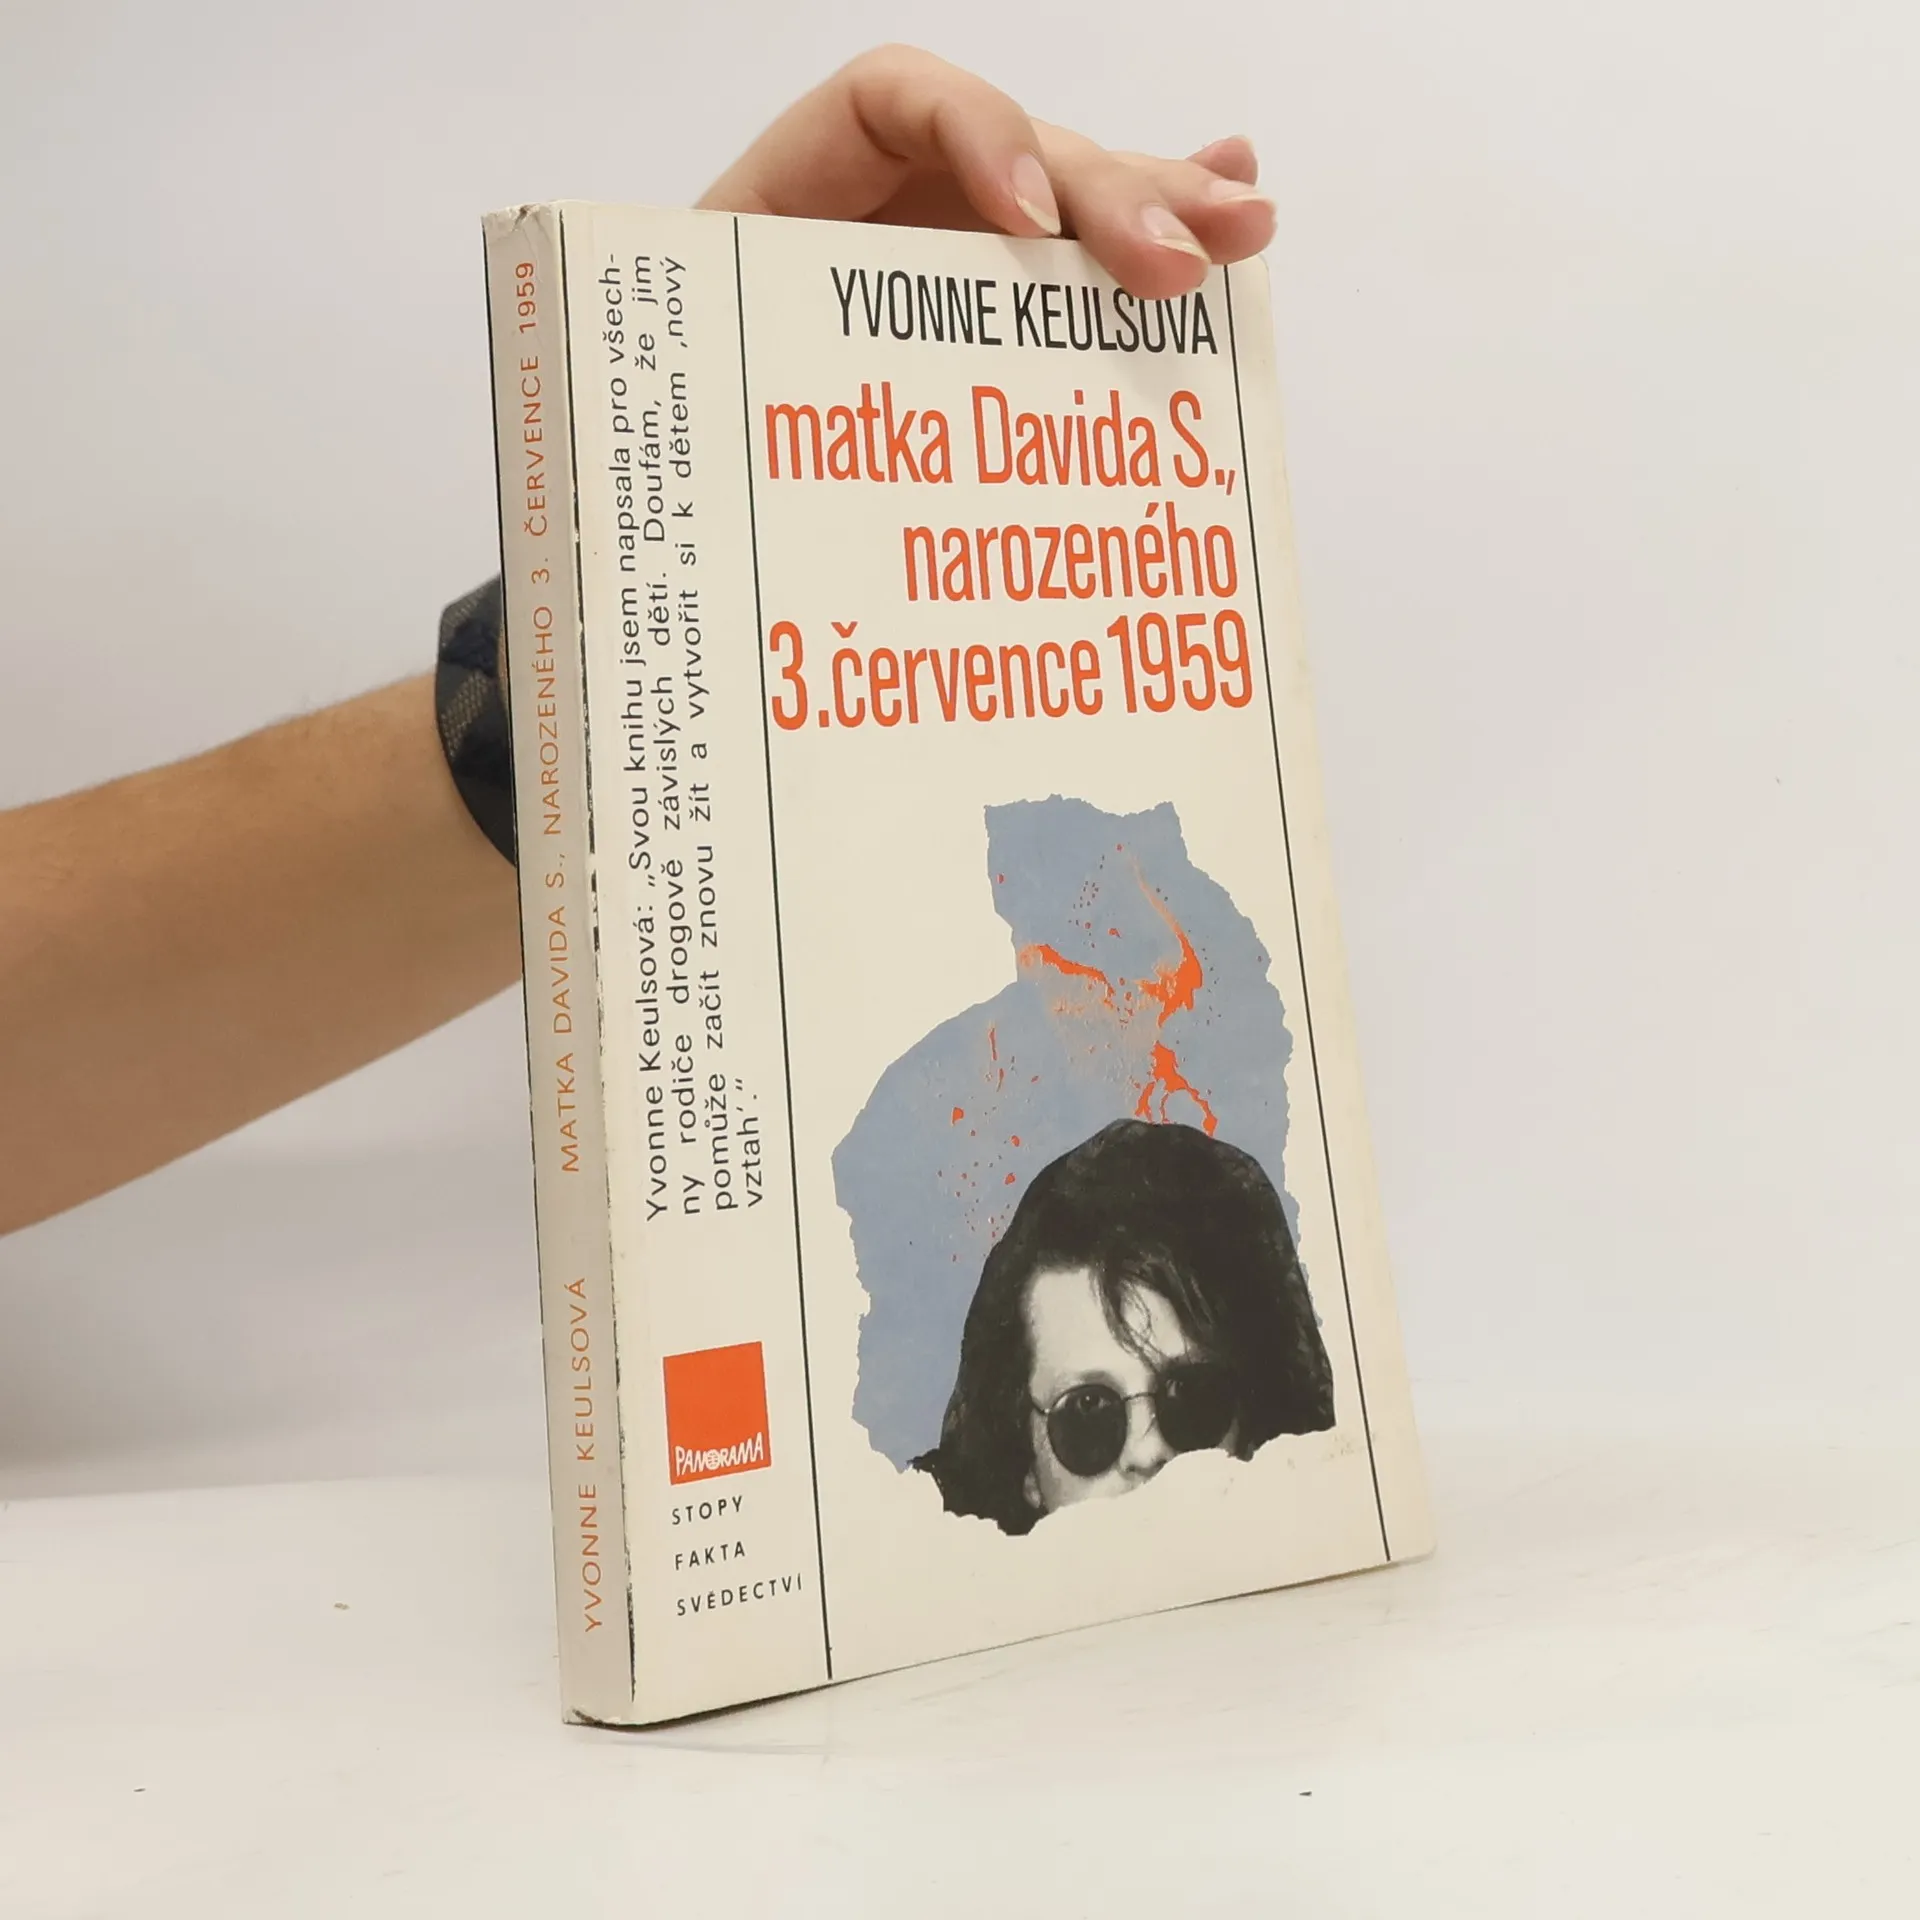 YVONNE KEULSOVÁ MATKA DAVIDA S., NAROZENÉHO 3. ČERVENCE 1959
Yvonne Keulsová: „Svou knihu jsem napsala pro všech-
ny rodiče drogově závislých dětí. Doufám, že jim
pomůže začít znovu žít a vytvořit si k dětem ‚nový
vztah‘.“
PANORAMA
STOPY
FAKTA
SVĚDECTVÍ
YVONNE KEULSOVÁ
matka Davida S.,
narozeného
3. července 1959